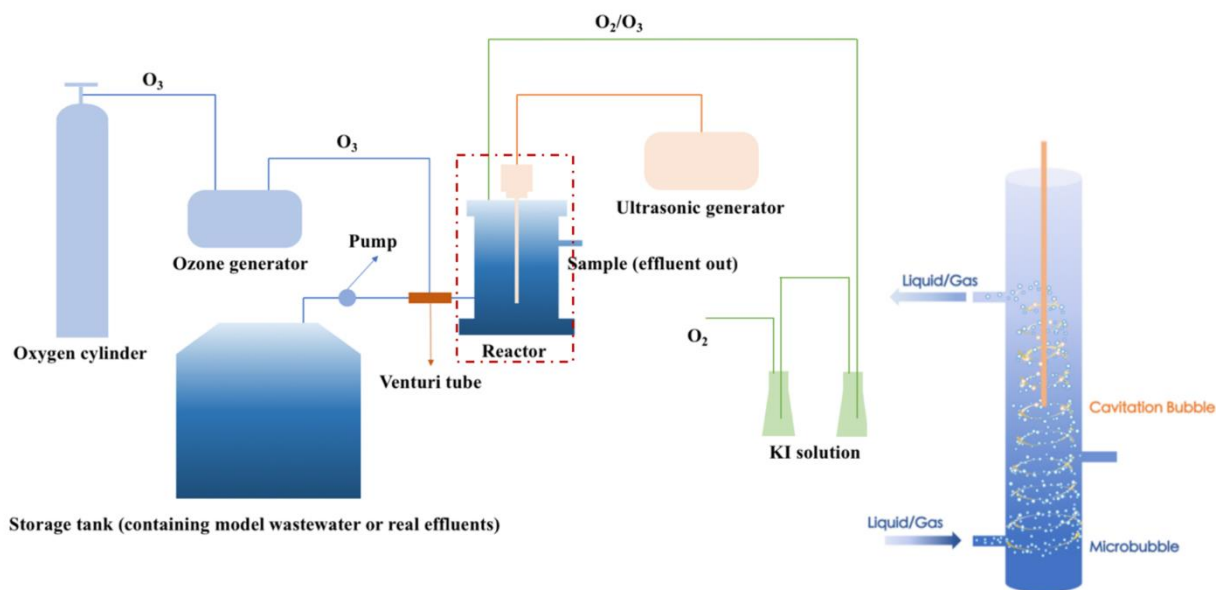 O₂/O₃
O₃
O₃
Ultrasonic generator
Pump
Ozone generator
Sample (effluent out)
Liquid/Gas
O₂
Oxygen cylinder
Reactor
Venturi tube
Cavitation Bubble
KI solution
Storage tank (containing model wastewater or real effluents)
Liquid/Gas
Microbubble